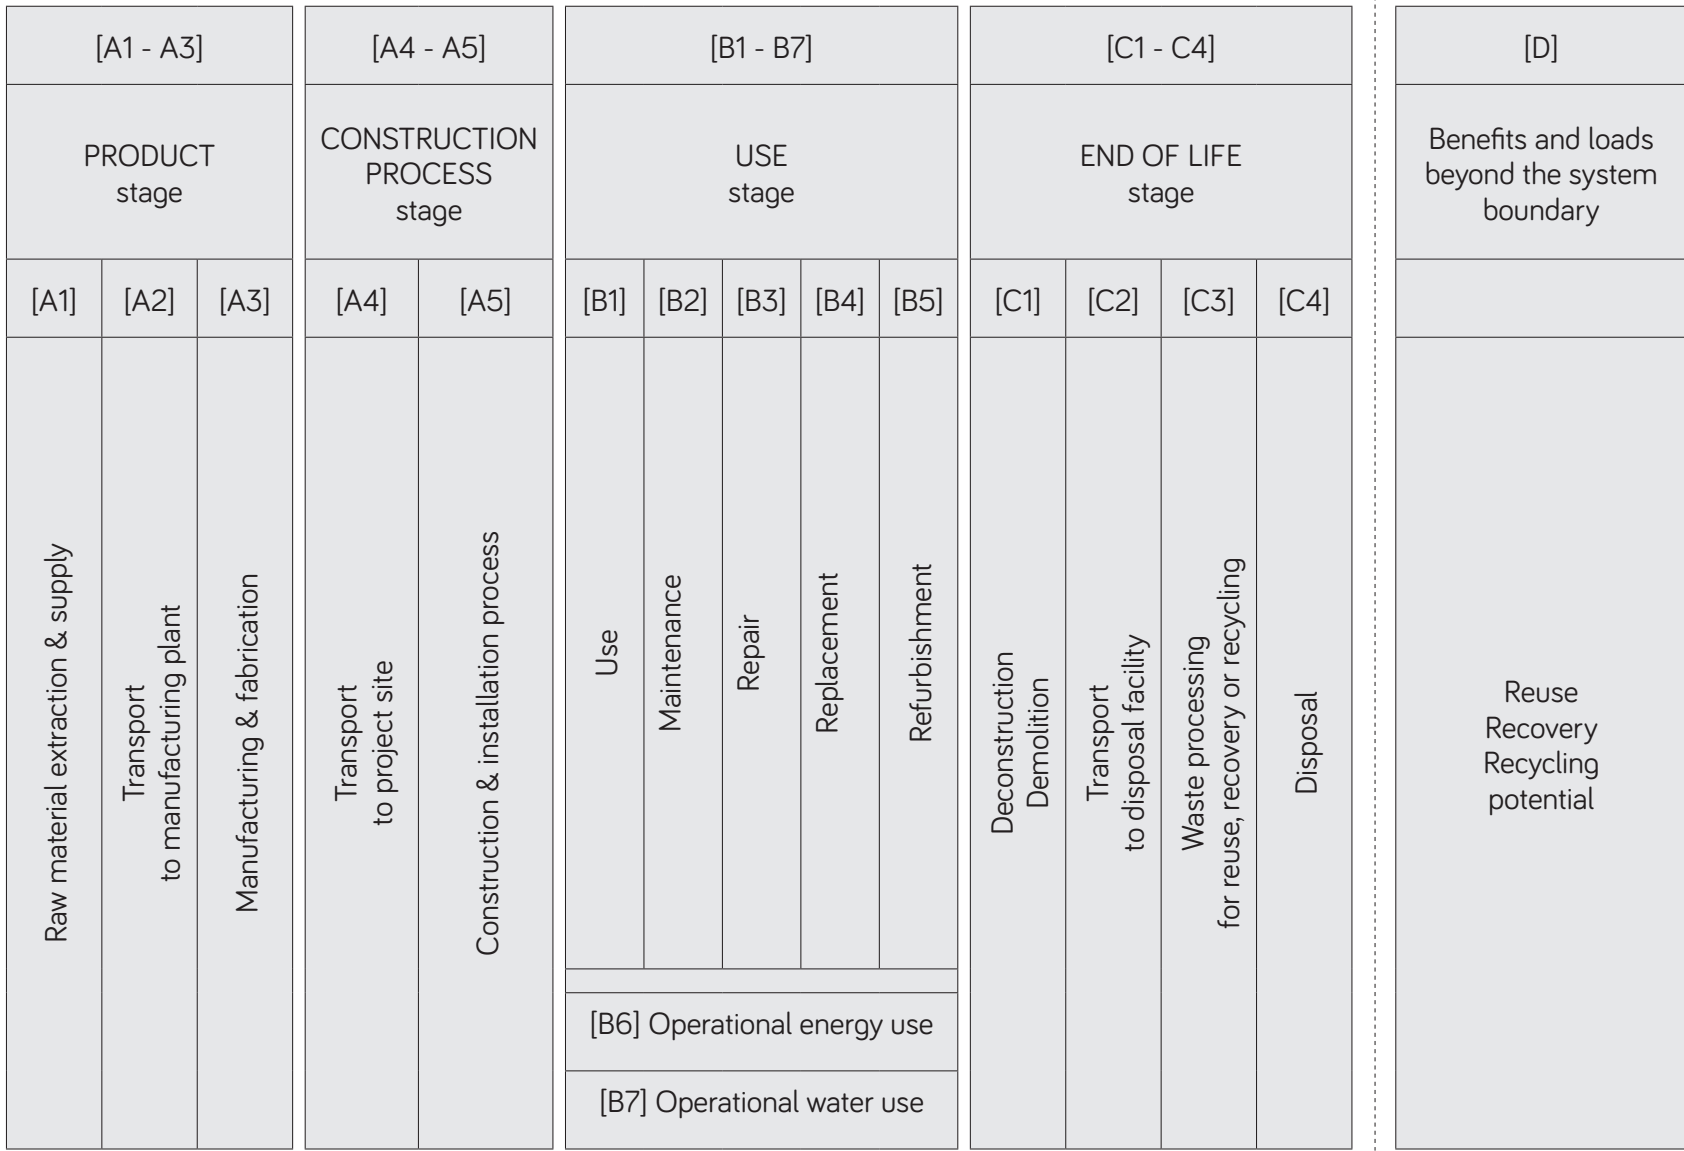 [A1 - A3]
[A4 - A5]
[B1 - B7]
[C1 - C4]
[D]
PRODUCT
stage
CONSTRUCTION
PROCESS
stage
USE
stage
END OF LIFE
stage
Benefits and loads
beyond the system
boundary
[A1]
[A2]
[A3]
[A4]
[A5]
[B1]
[B2]
[B3]
[B4]
[B5]
[C1]
[C2]
[C3]
[C4]
Raw material extraction & supply
Transport
to manufacturing plant
Manufacturing & fabrication
Transport
to project site
Construction & installation process
Use
Maintenance
Repair
Replacement
Refurbishment
Deconstruction
Demolition
Transport
to disposal facility
Waste processing
for reuse, recovery or recycling
Disposal
Reuse
Recovery
Recycling
potential
[B6] Operational energy use
[B7] Operational water use